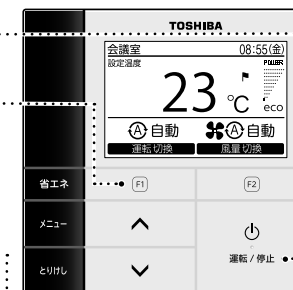 TOSHIBA
会議室 08:55(金)
設定温度 POWER
23 ℃ eco
Ⓐ 自動 Ⓐ 自動
運転切換 風量切換
省エネ F1 F2
メニュー
運転 / 停止
とりけし